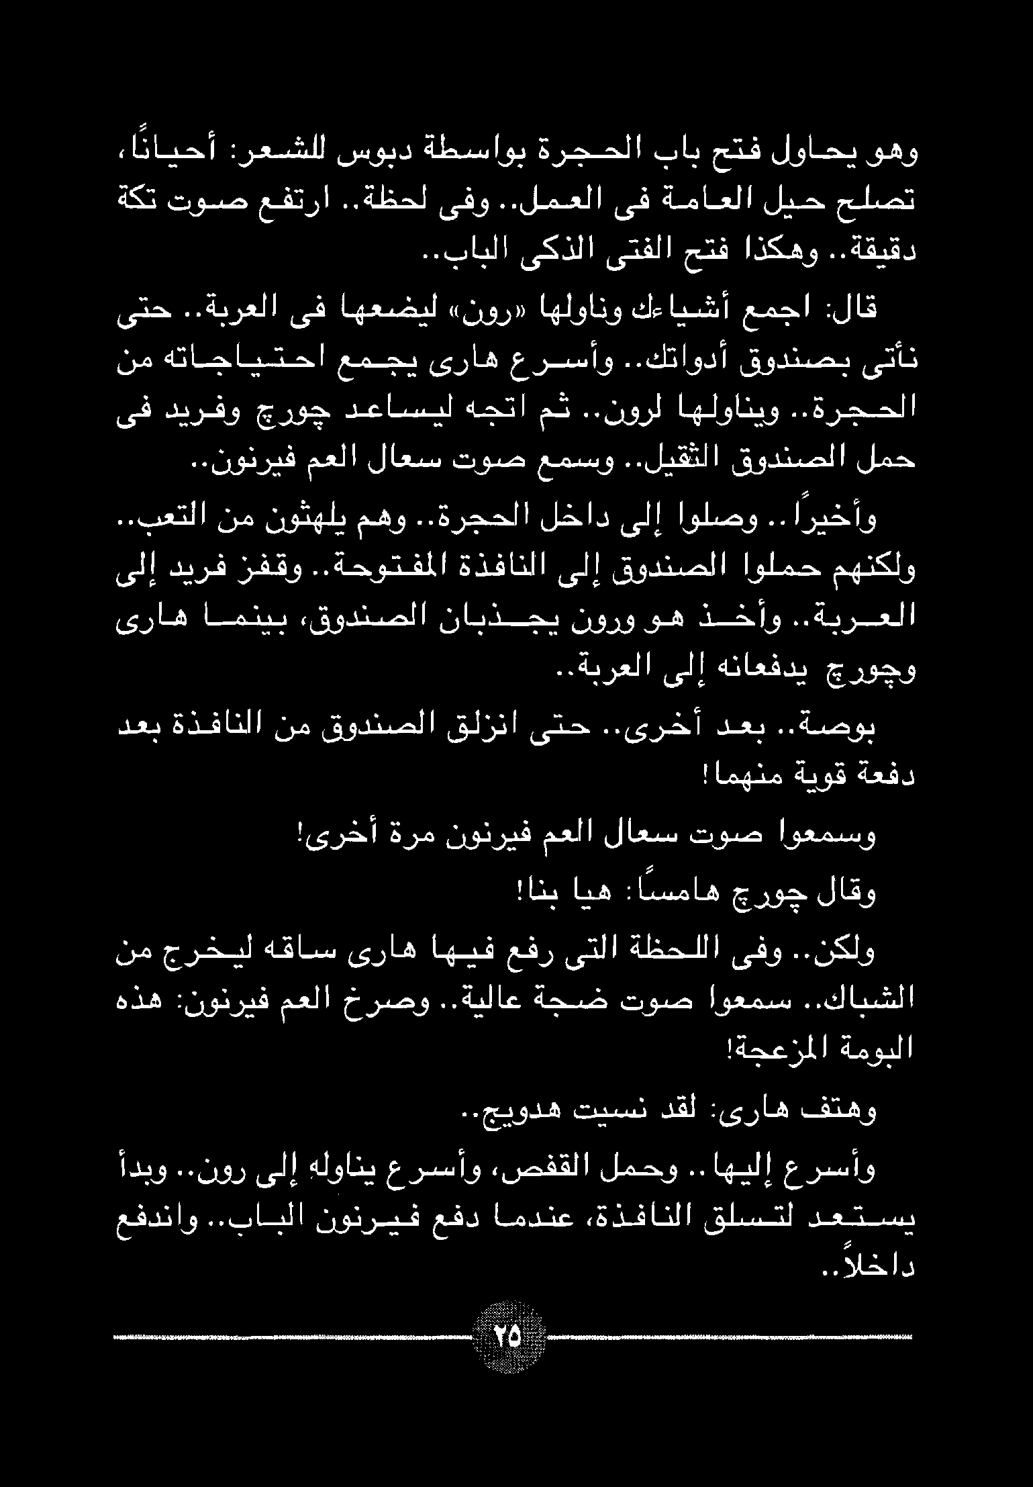 وهو يحاول فتح باب الحجرة بواسطة دبوس للشعر: أحيانًا،
تصلح حيل العامة فى العمل.. وفى لحظة.. ارتفع صوت تكة
دقيقة.. وهكذا فتح الفتى الذكى الباب..
قال: اجمع أشياءك وناولها «رون» ليضعها فى العربة.. حتى
نأتى بصندوق أدواتك.. وأسرع هارى يجمع احتياجاته من
الحجرة.. ويناولها لرون.. ثم اتجه ليساعد چورچ وفريد فى
حمل الصندوق الثقيل.. وسمع صوت سعال العم فيرنون..
وأخيرًا.. وصلوا إلى داخل الحجرة.. وهم يلهثون من التعب..
ولكنهم حملوا الصندوق إلى النافذة المفتوحة.. وقفز فريد إلى
العربة.. وأخذ هو ورون يجذبان الصندوق، بينما هارى
وچورچ يدفعانه إلى العربة..
بوصة.. بعد أخرى.. حتى انزلق الصندوق من النافذة بعد
دفعة قوية منهما!
وسمعوا صوت سعال العم فيرنون مرة أخرى!
وقال چورچ هامسًا: هيا بنا!
ولكن.. وفى اللحظة التى رفع فيها هارى ساقه ليخرج من
الشباك.. سمعوا صوت ضجة عالية.. وصرخ العم فيرنون: هذه
البومة المزعجة!
وهتف هارى: لقد نسيت هدويج..
وأسرع إليها.. وحمل القفص، وأسرع يناوله إلى رون.. وبدأ
يستعد لتسلق النافذة، عندما دفع فيرنون الباب.. واندفع
داخلاً..
٢٥